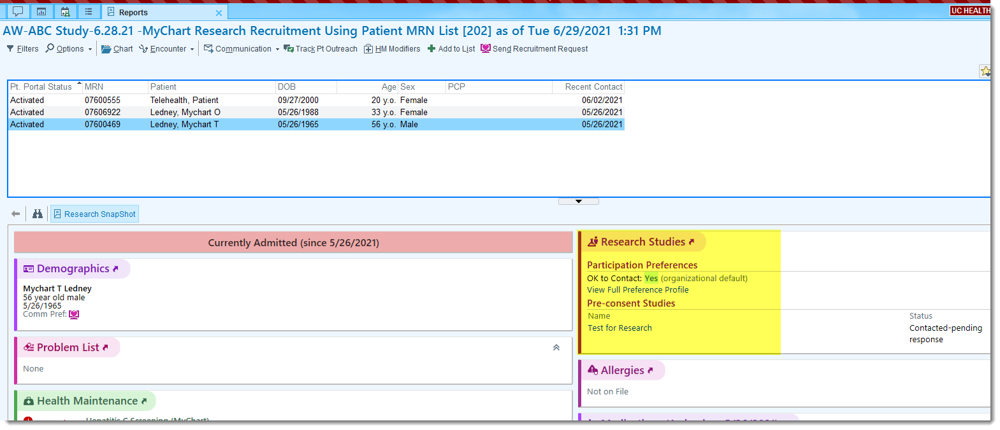 Reports
UC HEALTH
AW-ABC Study-6.28.21 -MyChart Research Recruitment Using Patient MRN List [202] as of Tue 6/29/2021 1:31 PM
Filters Options Chart Encounter Communication Track Pt Outreach HM Modifiers Add to List Send Recruitment Request
Pt. Portal Status MRN Patient DOB Age Sex PCP Recent Contact
Activated 07600555 Telehealth, Patient 09/27/2000 20 y.o. Female 06/02/2021
Activated 07606922 Ledney, Mychart O 05/26/1988 33 y.o. Female 05/26/2021
Activated 07600469 Ledney, Mychart T 05/26/1965 56 y.o. Male 05/26/2021
Research SnapShot
Currently Admitted (since 5/26/2021)
Demographics
Mychart T Ledney
56 year old male
5/26/1965
Comm Pref:
Problem List
None
Health Maintenance
Hepatitis C Screening (MyChart)
Research Studies
Participation Preferences
OK to Contact: Yes (organizational default)
View Full Preference Profile
Pre-consent Studies
Name Status
Test for Research Contacted-pending
response
Allergies
Not on File